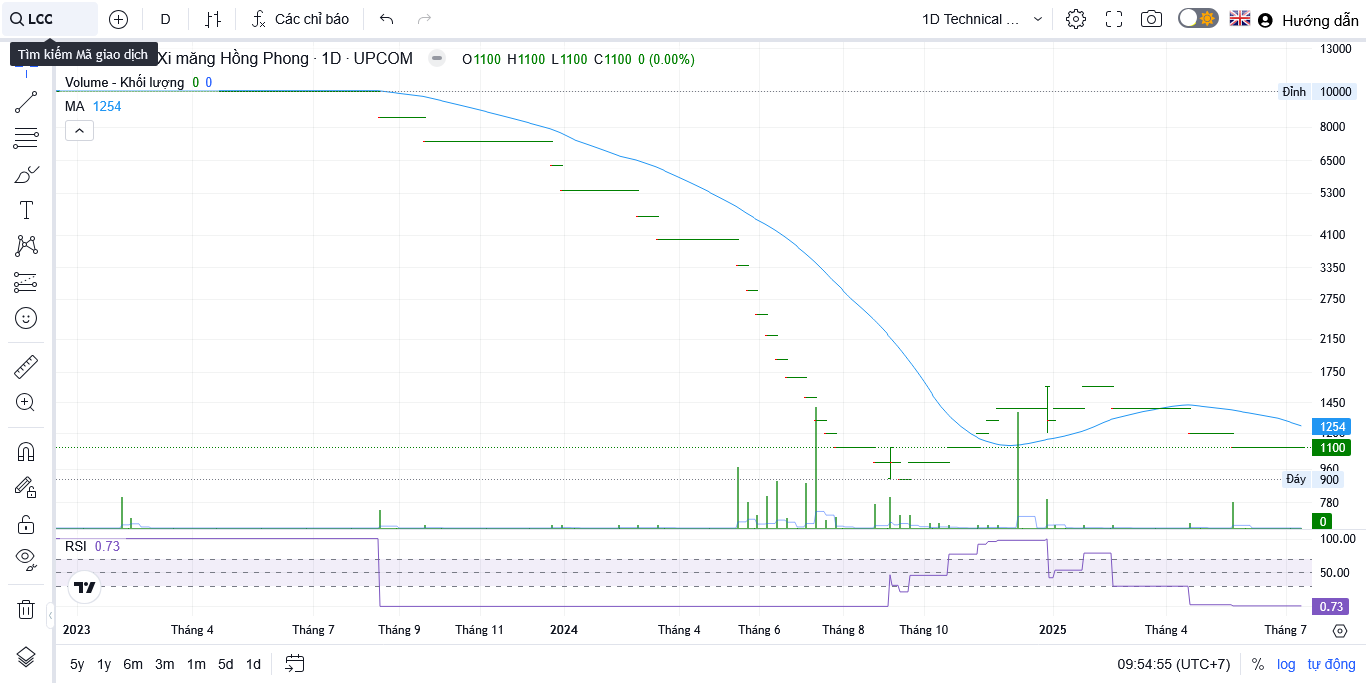 LCC
D
Các chỉ báo
1D Technical ...
Hướng dẫn
Tìm kiếm Mã giao dịch
Xi măng Hồng Phong · 1D · UPCOM
O1100 H1100 L1100 C1100 0 (0.00%)
Volume - Khối lượng 0 0
MA 1254
13000
Đỉnh 10000
8000
6500
5300
4100
3350
2750
2150
1750
1450
1254
1100
960
Đáy 900
780
0
RSI 0.73
100.00
50.00
0.73
2023 Tháng 4 Tháng 7 Tháng 9 Tháng 11 2024 Tháng 4 Tháng 6 Tháng 8 Tháng 10 2025 Tháng 4 Tháng 7
5y 1y 6m 3m 1m 5d 1d
09:54:55 (UTC+7) % log tự động